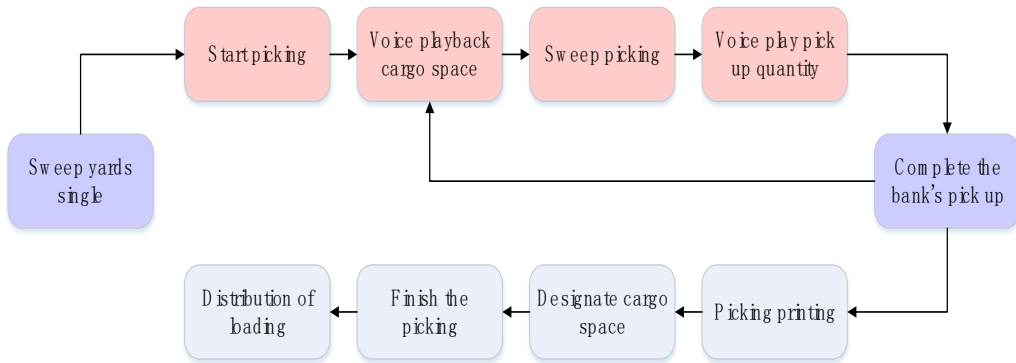 Start picking
Voice playback
cargo space
Sweep picking
Voice play pick
up quantity
Sweep yards
single
Complete the
bank's pick up
Distribution of
loading
Finish the
picking
Designate cargo
space
Picking printing